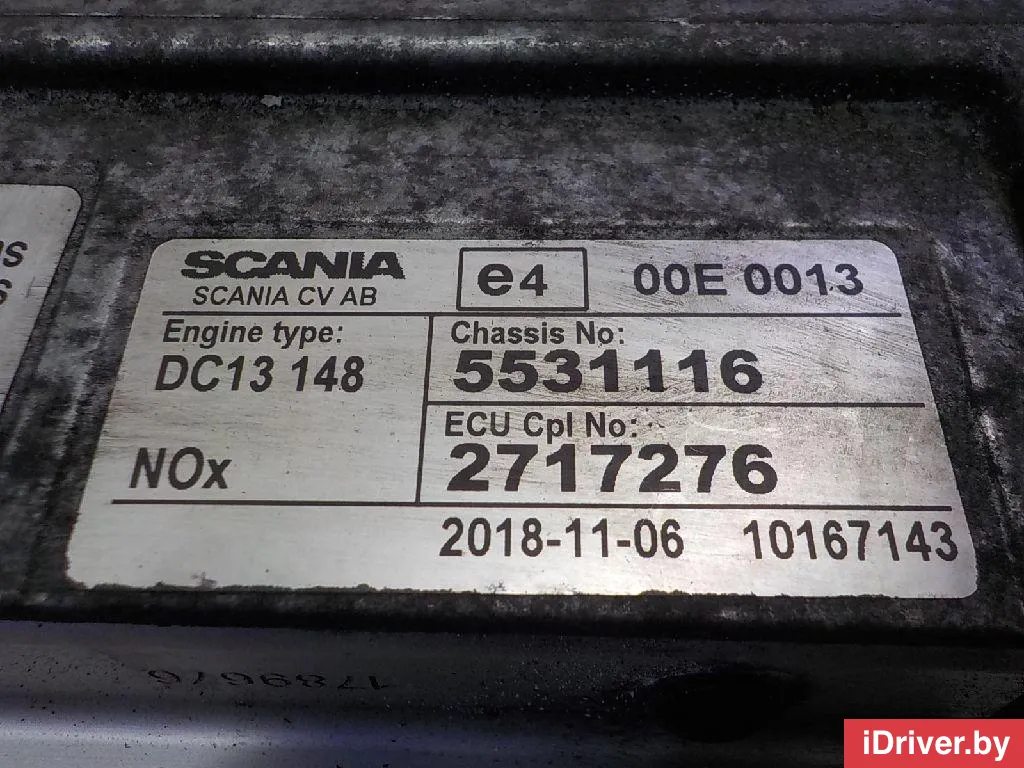 SCANIA e4 00E 0013
SCANIA CV AB
Engine type: Chassis No:
DC13 148 5531116
ECU Cpl No:
NOx 2717276
2018-11-06 10167143
1789676
iDriver.by